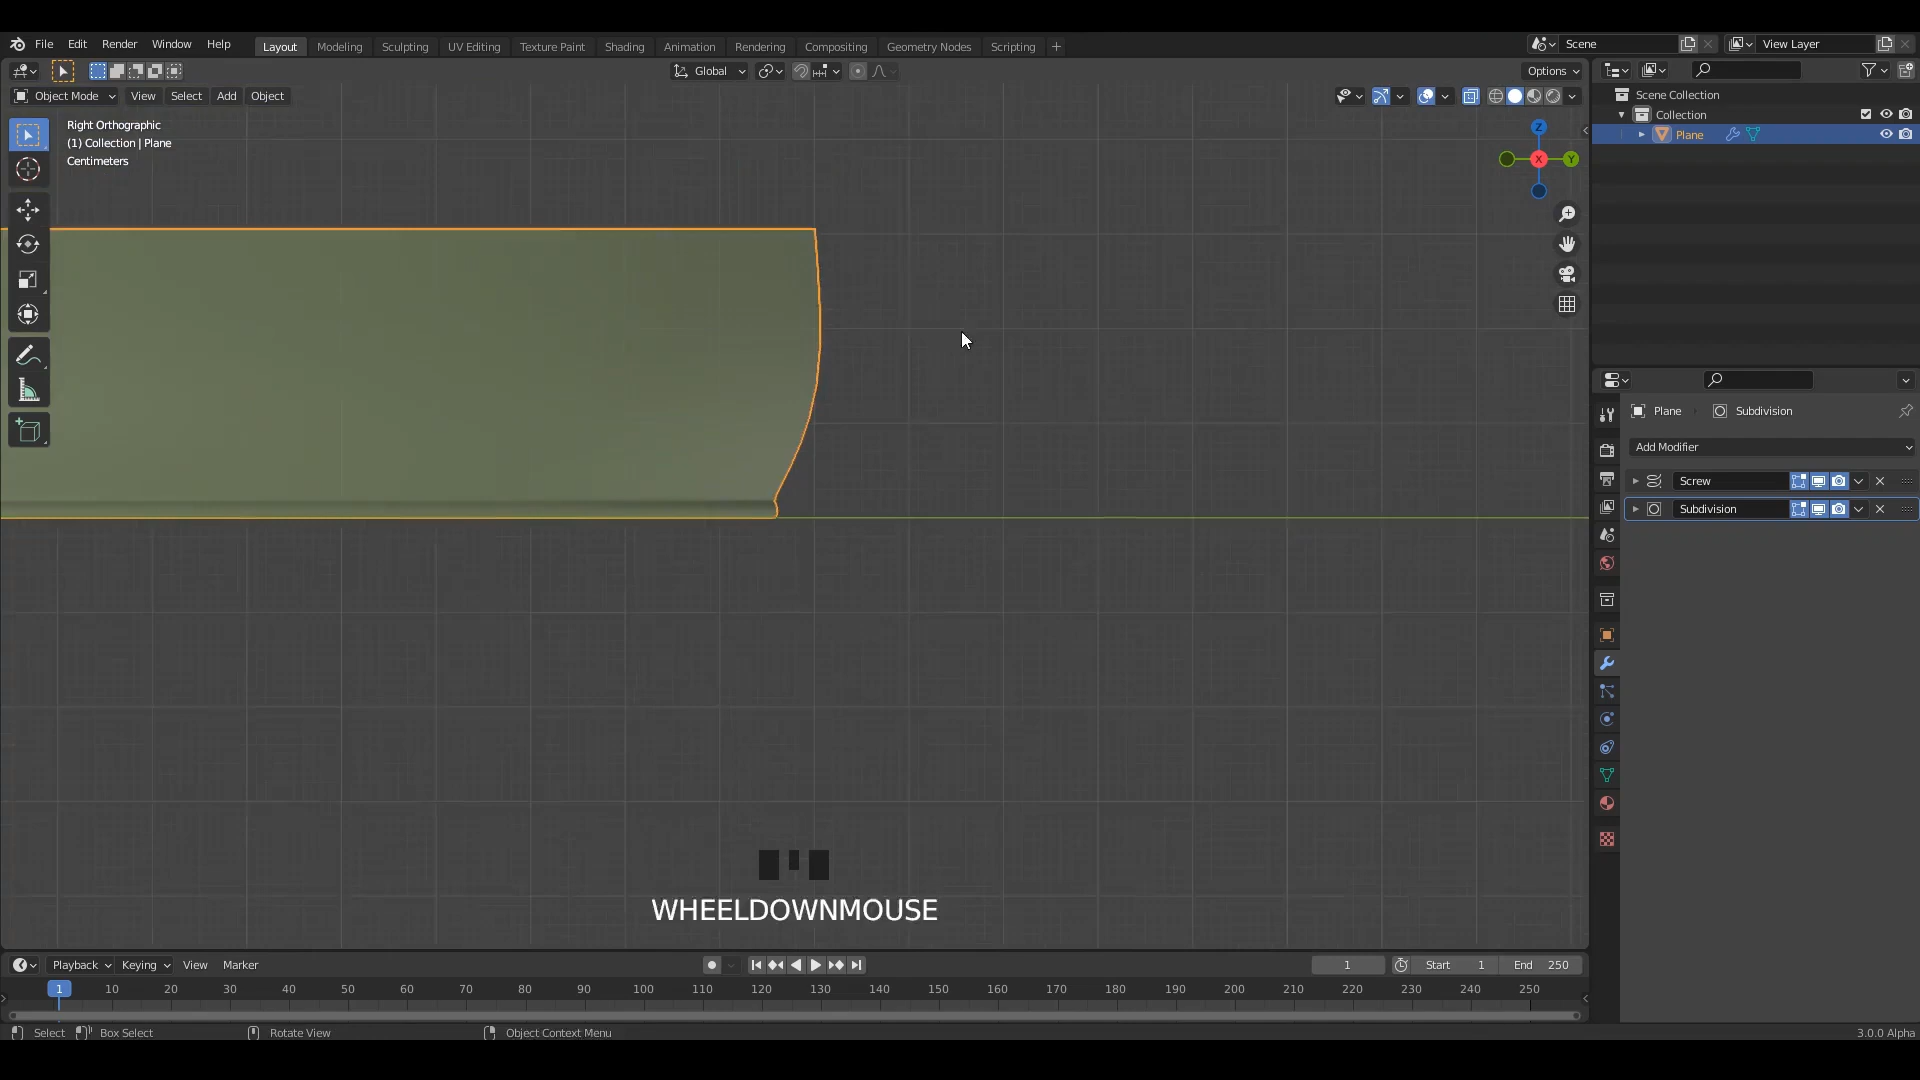 File Edit Render Window Help Layout Modeling Sculpting UV Editing Texture Paint Shading Animation Rendering Compositing Geometry Nodes Scripting + Scene View Layer
Global Options
Object Mode View Select Add Object
Right Orthographic
(1) Collection | Plane
Centimeters
Z
X
Y
Scene Collection
Collection
Plane
Plane Subdivision
Add Modifier
Screw
Subdivision
WHEELDOWNMOUSE
Playback Keying View Marker 1 Start 1 End 250
1 10 20 30 40 50 60 70 80 90 100 110 120 130 140 150 160 170 180 190 200 210 220 230 240 250
Select Box Select Rotate View Object Context Menu 3.0.0 Alpha